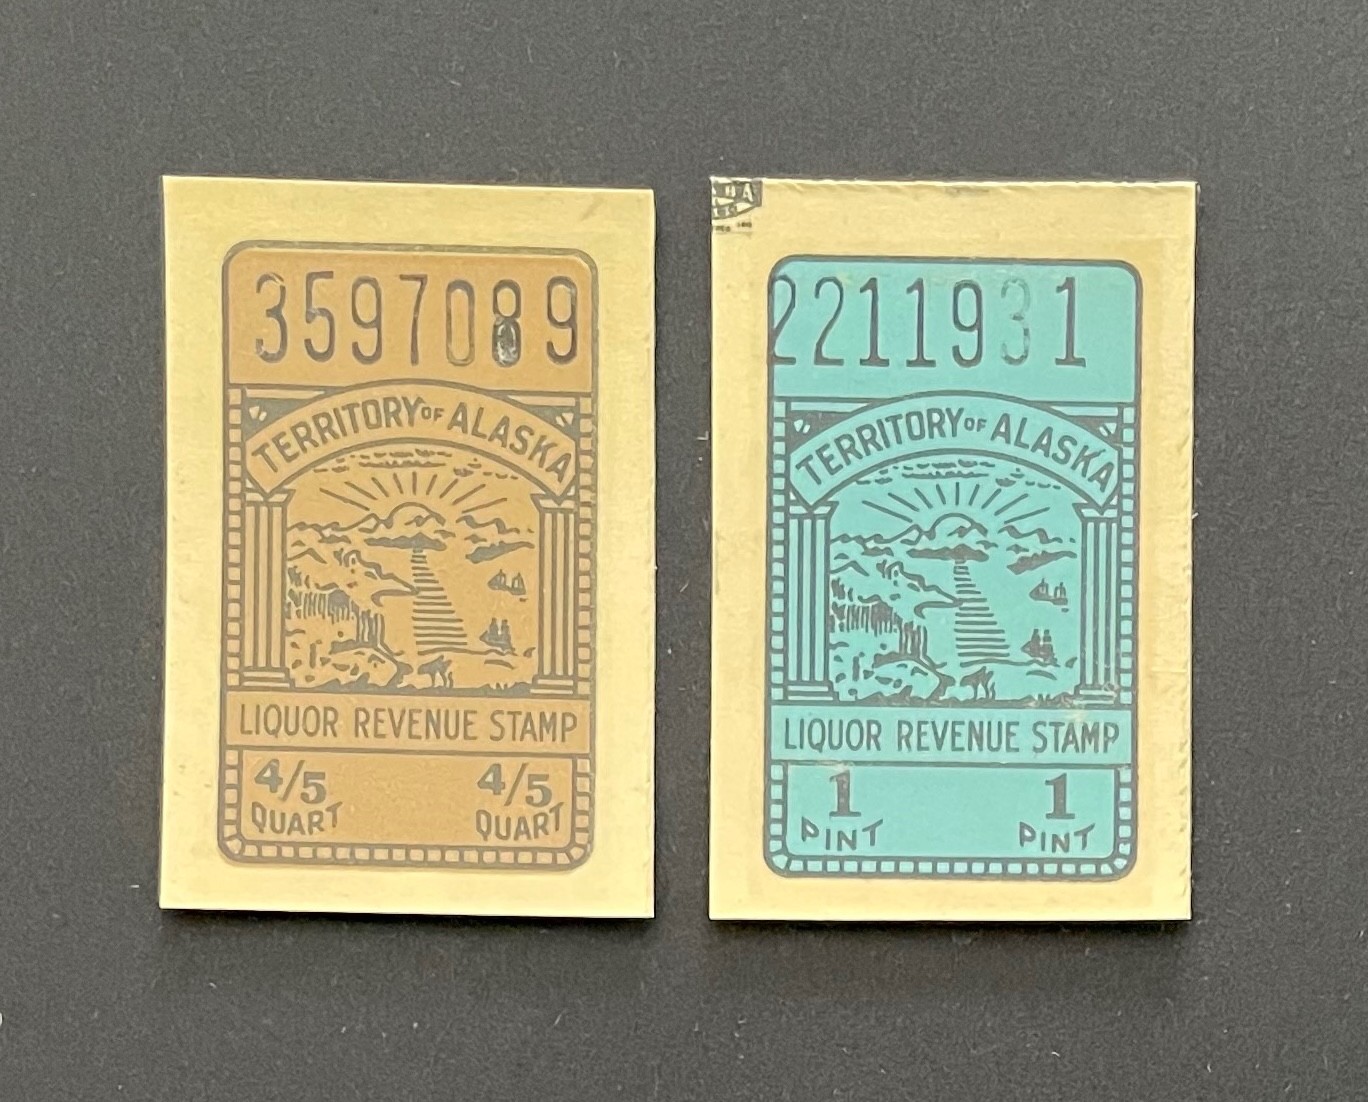 3597089
TERRITORY OF ALASKA
LIQUOR REVENUE STAMP
4/5 4/5
QUART QUART
2211931
TERRITORY OF ALASKA
LIQUOR REVENUE STAMP
1 1
PINT PINT